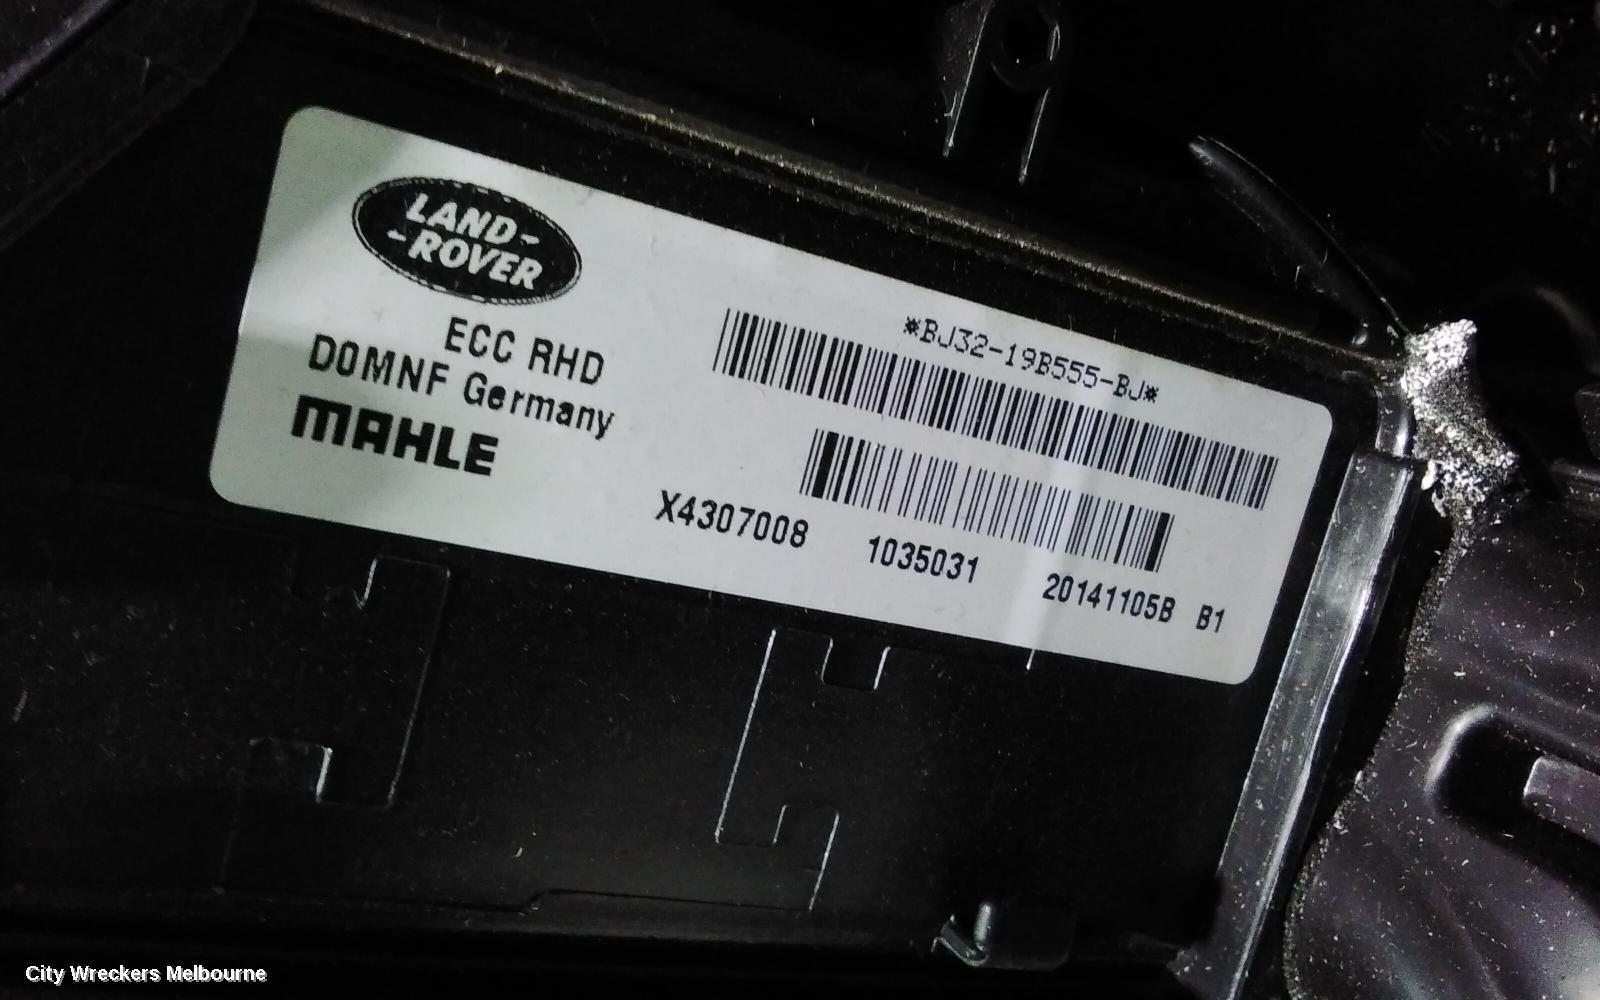 LAND-
-ROVER
ECC RHD
D0MNF Germany
MAHLE
*BJ32-19B555-BJ*
X4307008 1035031 20141105B B1
City Wreckers Melbourne